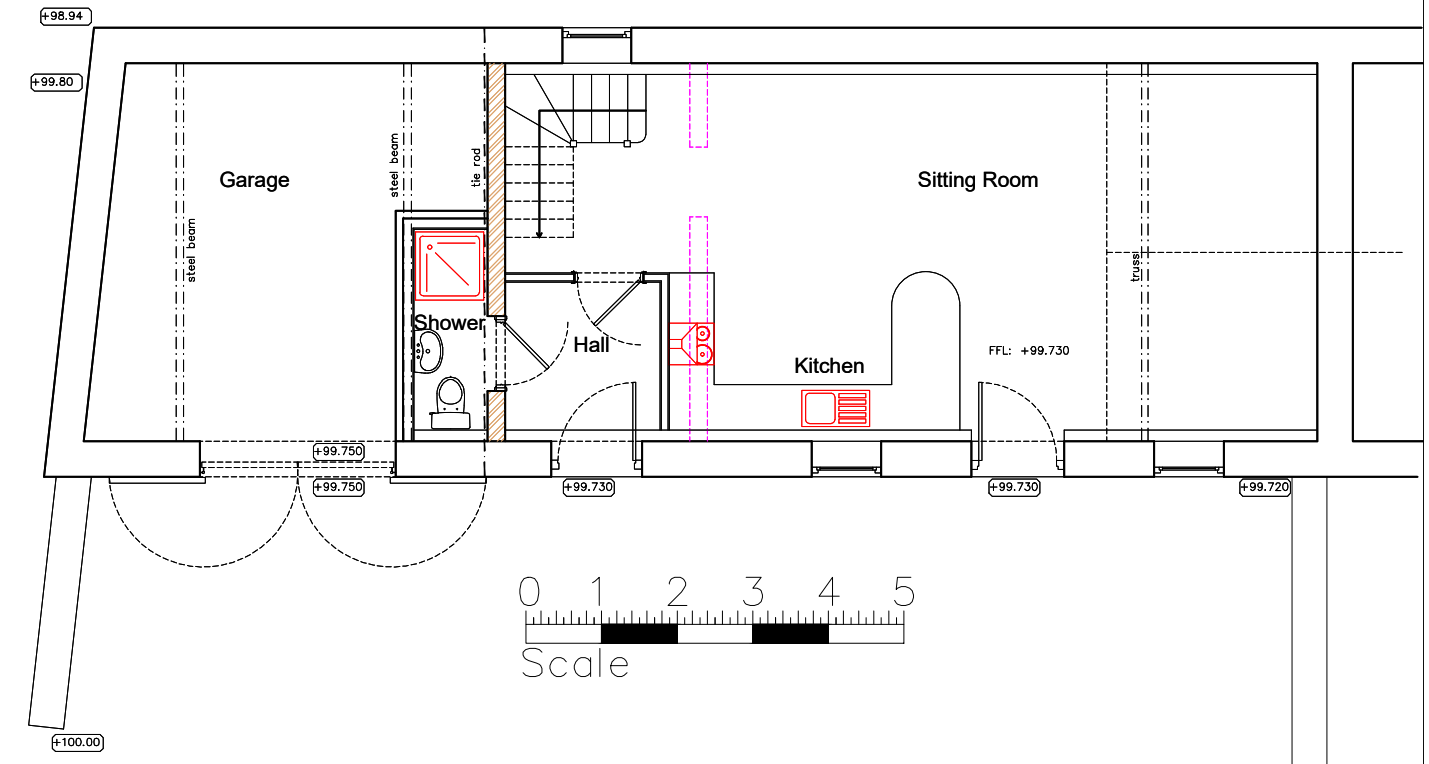 +98.94
+99.80
steel beam
tie rod
Garage
Sitting Room
steel beam
truss
Shower
Hall
FFL: +99.730
Kitchen
+99.750
+99.750
+99.730
+99.730
+99.720
0 1 2 3 4 5
Scale
+100.00